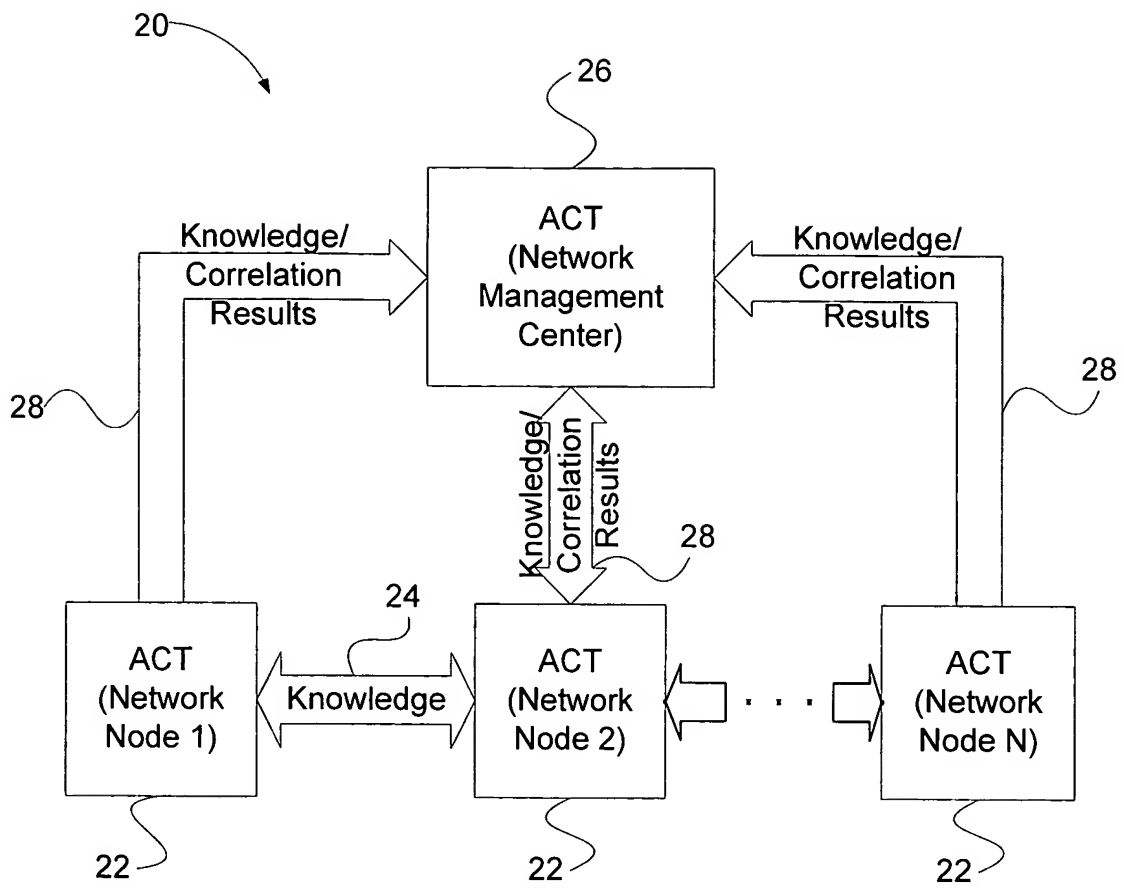 20
26
ACT
(Network
Management
Center)
Knowledge/
Correlation
Results
Knowledge/
Correlation
Results
28
28
Knowledge/
Correlation
Results
28
24
ACT
(Network
Node 1)
Knowledge
ACT
(Network
Node 2)
. . .
ACT
(Network
Node N)
22
22
22